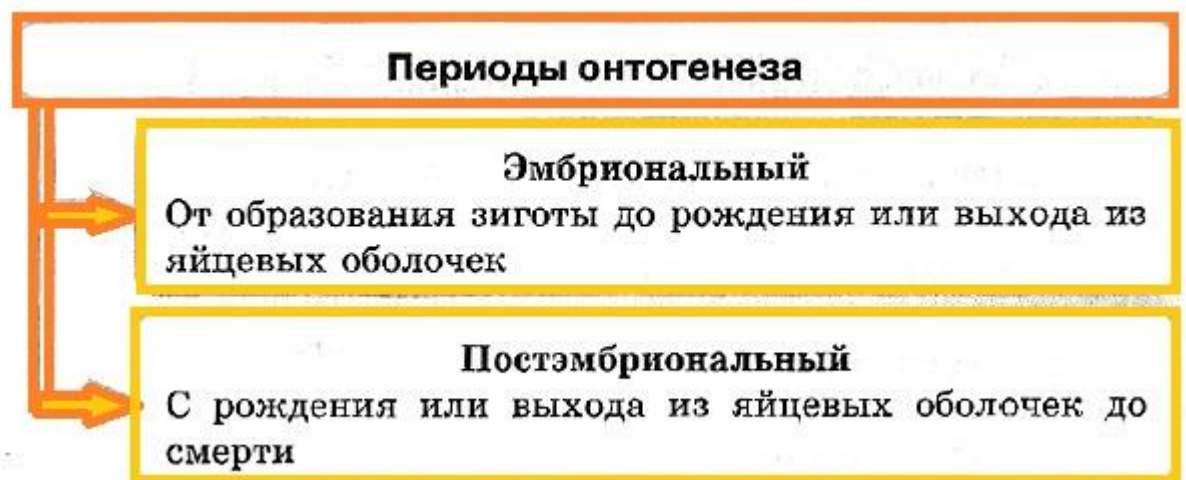 Периоды онтогенеза
Эмбриональный
От образования зиготы до рождения или выхода из
яйцевых оболочек
Постэмбриональный
С рождения или выхода из яйцевых оболочек до
смерти